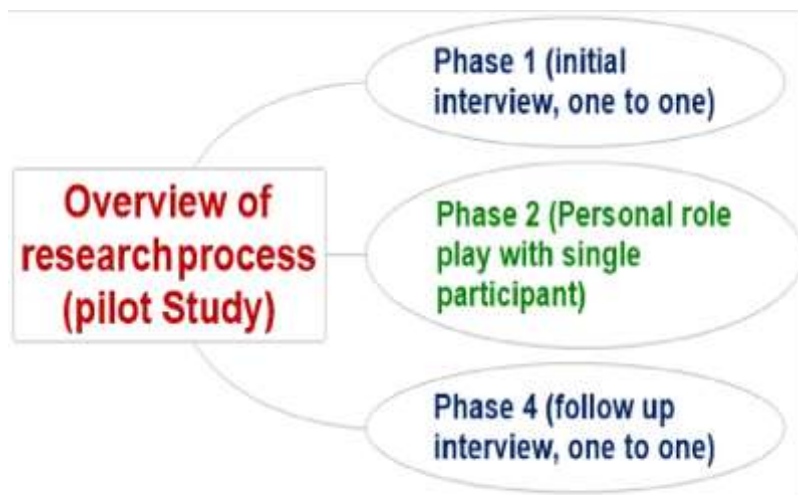 Phase 1 (initial
interview, one to one)
Overview of
research process
(pilot Study)
Phase 2 (Personal role
play with single
participant)
Phase 4 (follow up
interview, one to one)